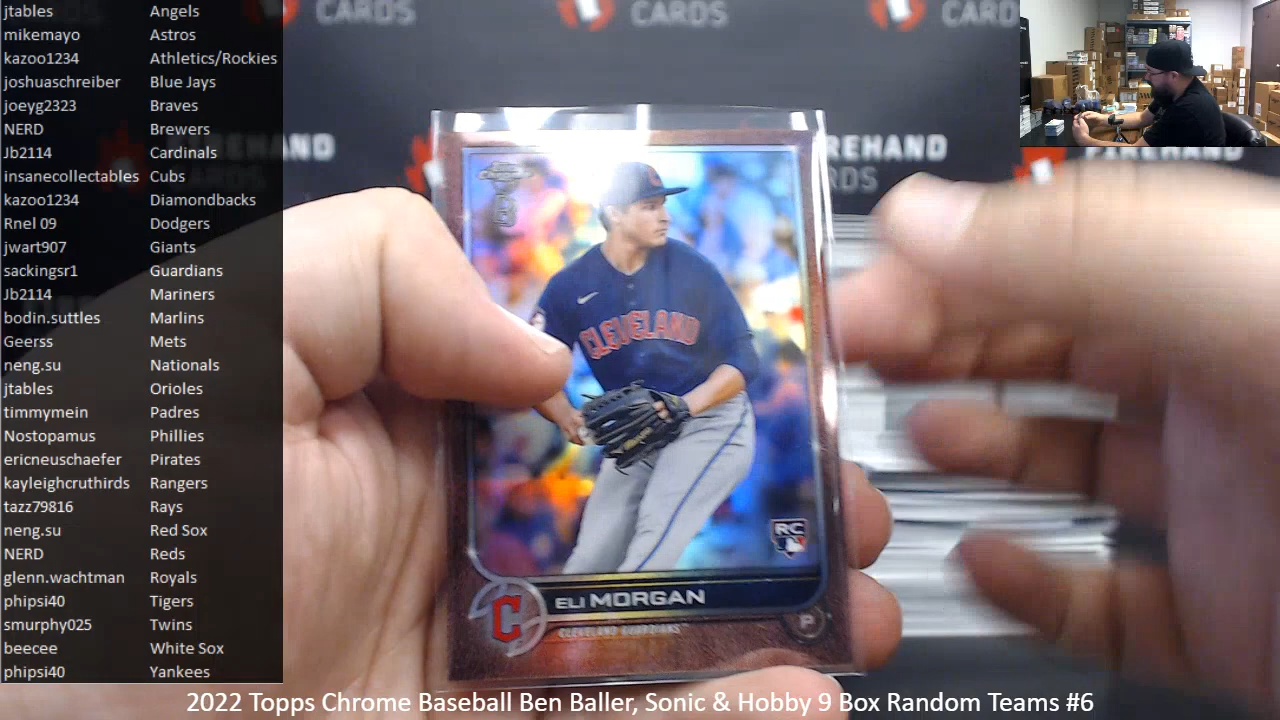 jtables Angels
mikemayo Astros
kazoo1234 Athletics/Rockies
joshuaschreiber Blue Jays
joeyg2323 Braves
NERD Brewers
Jb2114 Cardinals
insanecollectables Cubs
kazoo1234 Diamondbacks
Rnel 09 Dodgers
jwart907 Giants
sackingsr1 Guardians
Jb2114 Mariners
bodin.suttles Marlins
Geerss Mets
neng.su Nationals
jtables Orioles
timmymein Padres
Nostopamus Phillies
ericneuschaefer Pirates
kayleighcruthirds Rangers
tazz79816 Rays
neng.su Red Sox
NERD Reds
glenn.wachtman Royals
phipsi40 Tigers
smurphy025 Twins
beecee White Sox
phipsi40 Yankees
CARDS
CARDS
CARD
FIREHAND
REHAND
RDS
FIREHAND
CLEVELAND
RC
C
ELI MORGAN
CLEVELAND GUARDIANS
P
2022 Topps Chrome Baseball Ben Baller, Sonic & Hobby 9 Box Random Teams #6